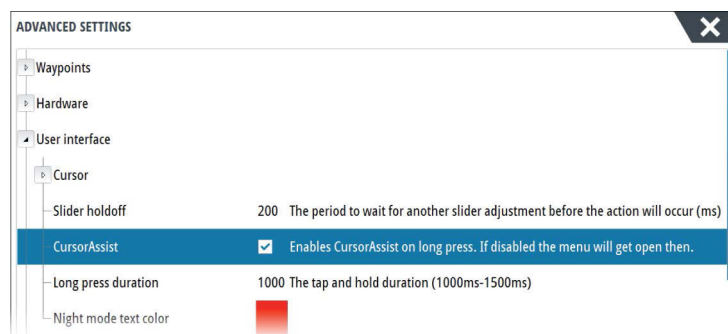 ADVANCED SETTINGS
Waypoints
Hardware
User interface
Cursor
Slider holdoff 200 The period to wait for another slider adjustment before the action will occur (ms)
CursorAssist Enables CursorAssist on long press. If disabled the menu will get open then.
Long press duration 1000 The tap and hold duration (1000ms-1500ms)
Night mode text color